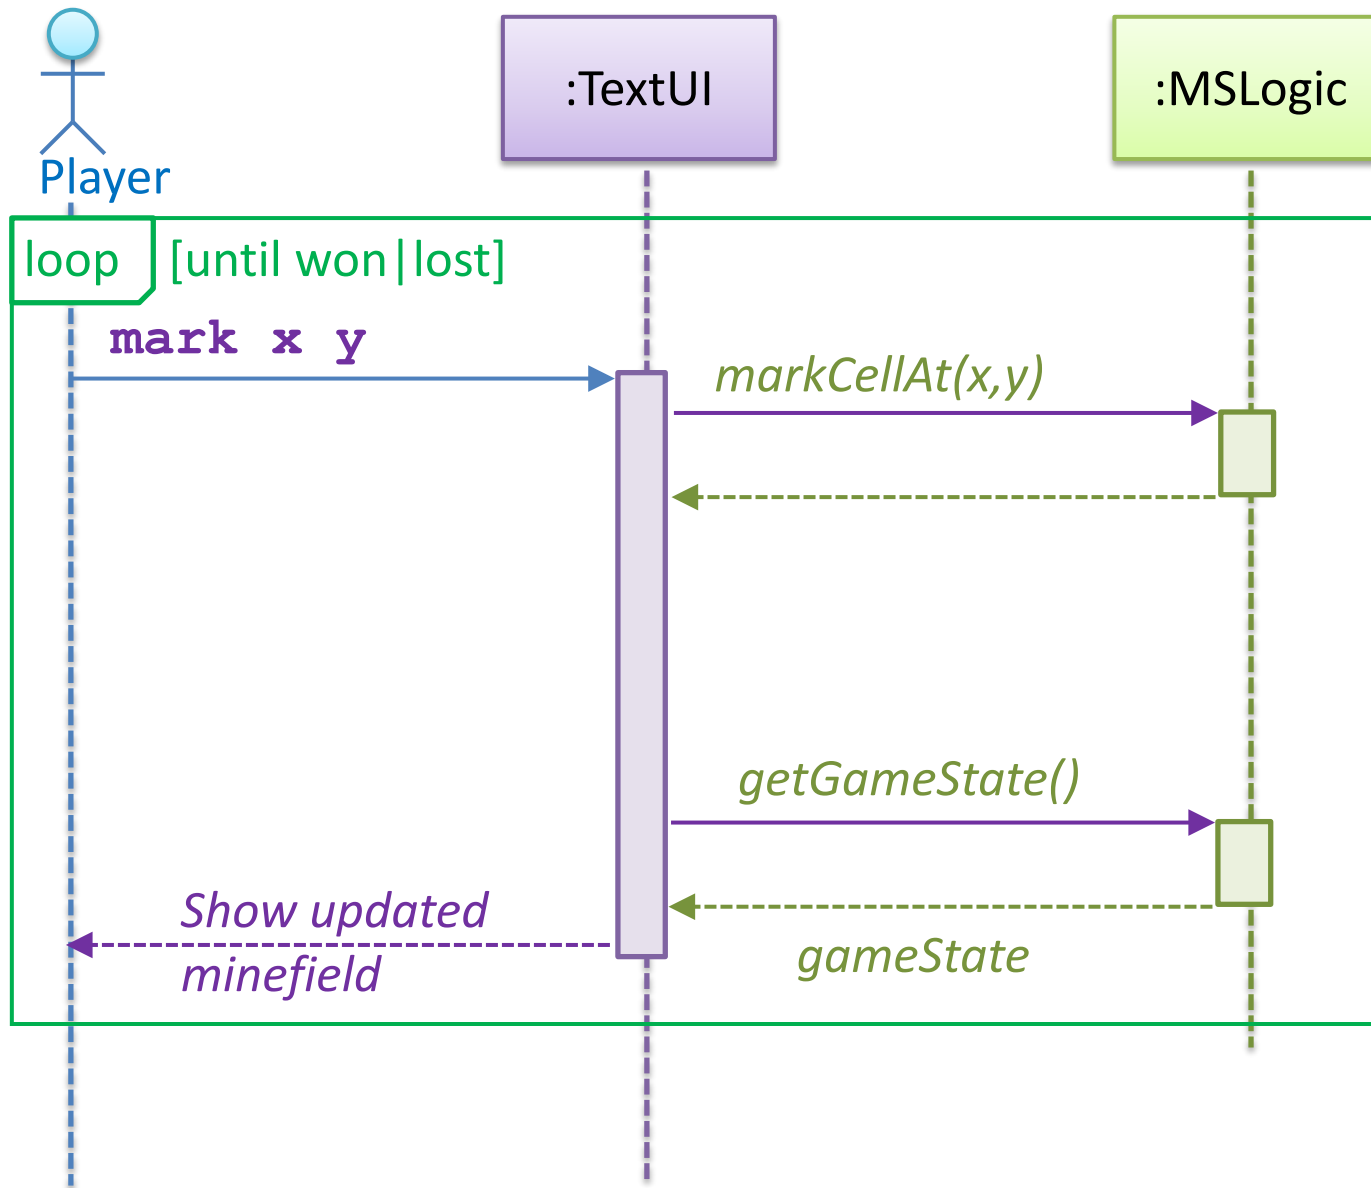 :TextUI
:MSLogic
Player
loop
[until won|lost]
mark x y
markCellAt(x,y)
getGameState()
Show updated
minefield
gameState